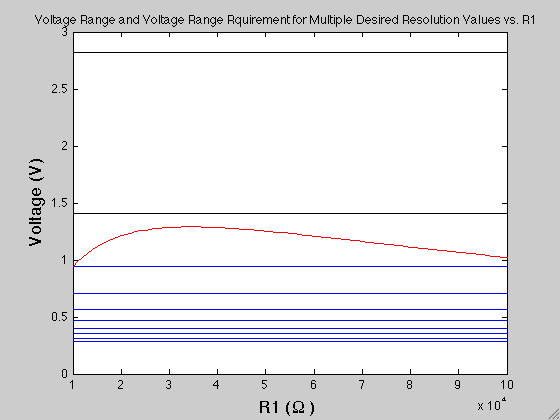 Voltage Range and Voltage Range Rquirement for Multiple Desired Resolution Values vs. R1
3
2.5
2
1.5
1
0.5
0
Voltage (V)
1 2 3 4 5 6 7 8 9 10
x 10^4
R1 (Ω)